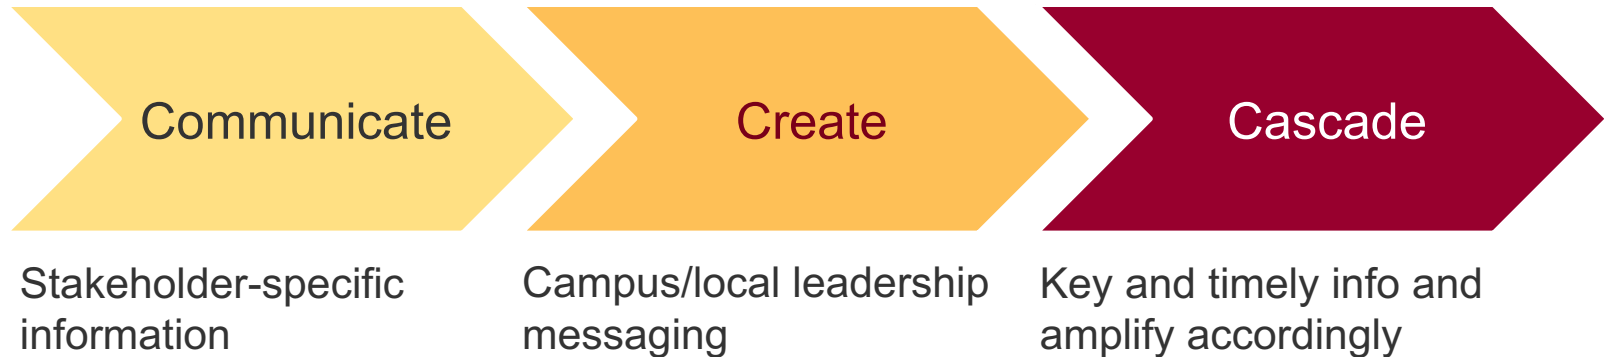 Communicate
Create
Cascade
Stakeholder-specific
information
Campus/local leadership
messaging
Key and timely info and
amplify accordingly